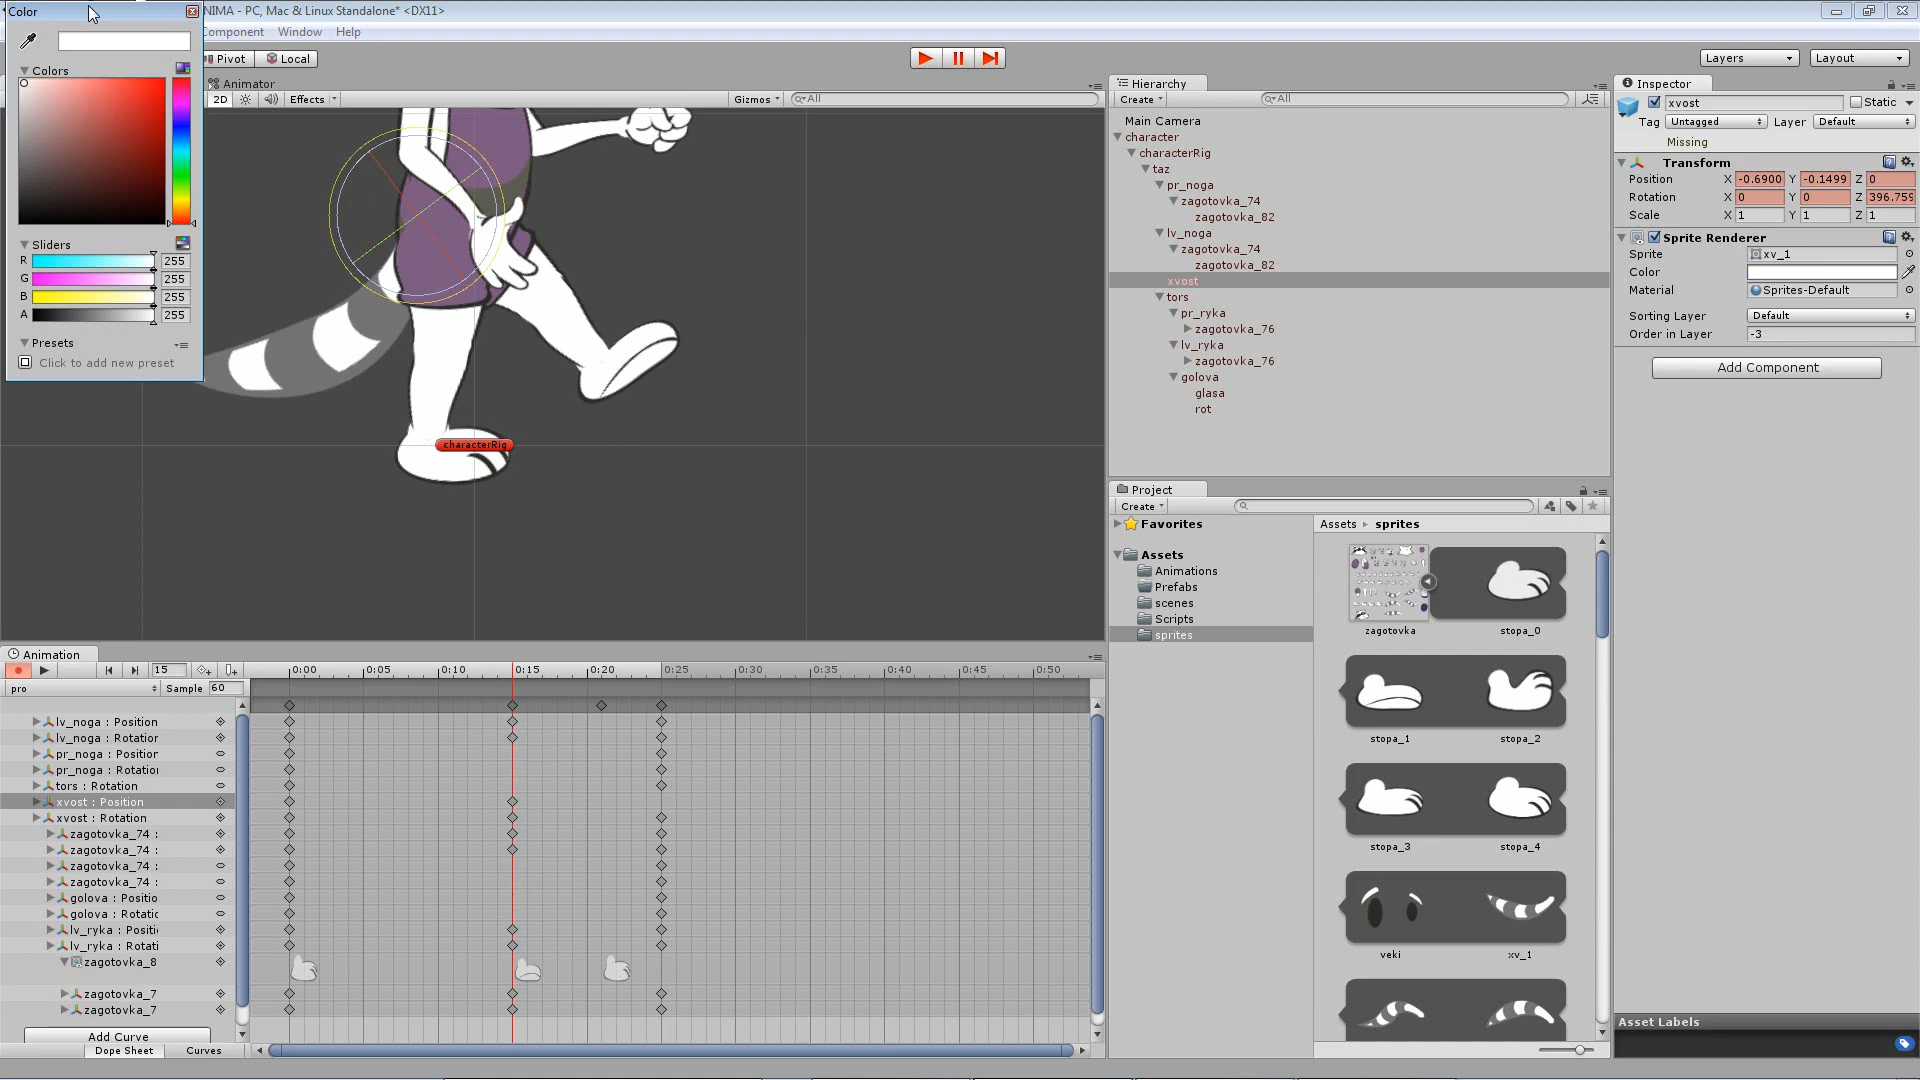 Color
NIMA - PC, Mac & Linux Standalone* <DX11>
Component Window Help
Pivot Local
Layers Layout
Colors
Sliders
R 255
G 255
B 255
A 255
Presets
Click to add new preset
Animator
2D Effects Gizmos All
characterRig
Hierarchy
Create All
Main Camera
character
characterRig
taz
pr_noga
zagotovka_74
zagotovka_82
lv_noga
zagotovka_74
zagotovka_82
xvost
tors
pr_ryka
zagotovka_76
lv_ryka
zagotovka_76
golova
glasa
rot
Inspector
xvost Static
Tag Untagged Layer Default
Missing
Transform
Position X -0.6900 Y -0.1499 Z 0
Rotation X 0 Y 0 Z 396.759
Scale X 1 Y 1 Z 1
Sprite Renderer
Sprite xv_1
Color
Material Sprites-Default
Sorting Layer Default
Order in Layer -3
Add Component
Project
Create
Favorites
Assets
Animations
Prefabs
scenes
Scripts
sprites
Assets sprites
zagotovka stopa_0
stopa_1 stopa_2
stopa_3 stopa_4
veki xv_1
Asset Labels
Animation
15
pro Sample 60
0:00 0:05 0:10 0:15 0:20 0:25 0:30 0:35 0:40 0:45 0:50
lv_noga : Position
lv_noga : Rotation
pr_noga : Position
pr_noga : Rotation
tors : Rotation
xvost : Position
xvost : Rotation
zagotovka_74 :
zagotovka_74 :
zagotovka_74 :
zagotovka_74 :
golova : Positio
golova : Rotatic
lv_ryka : Positi
lv_ryka : Rotati
zagotovka_8
zagotovka_7
zagotovka_7
Add Curve
Dope Sheet Curves